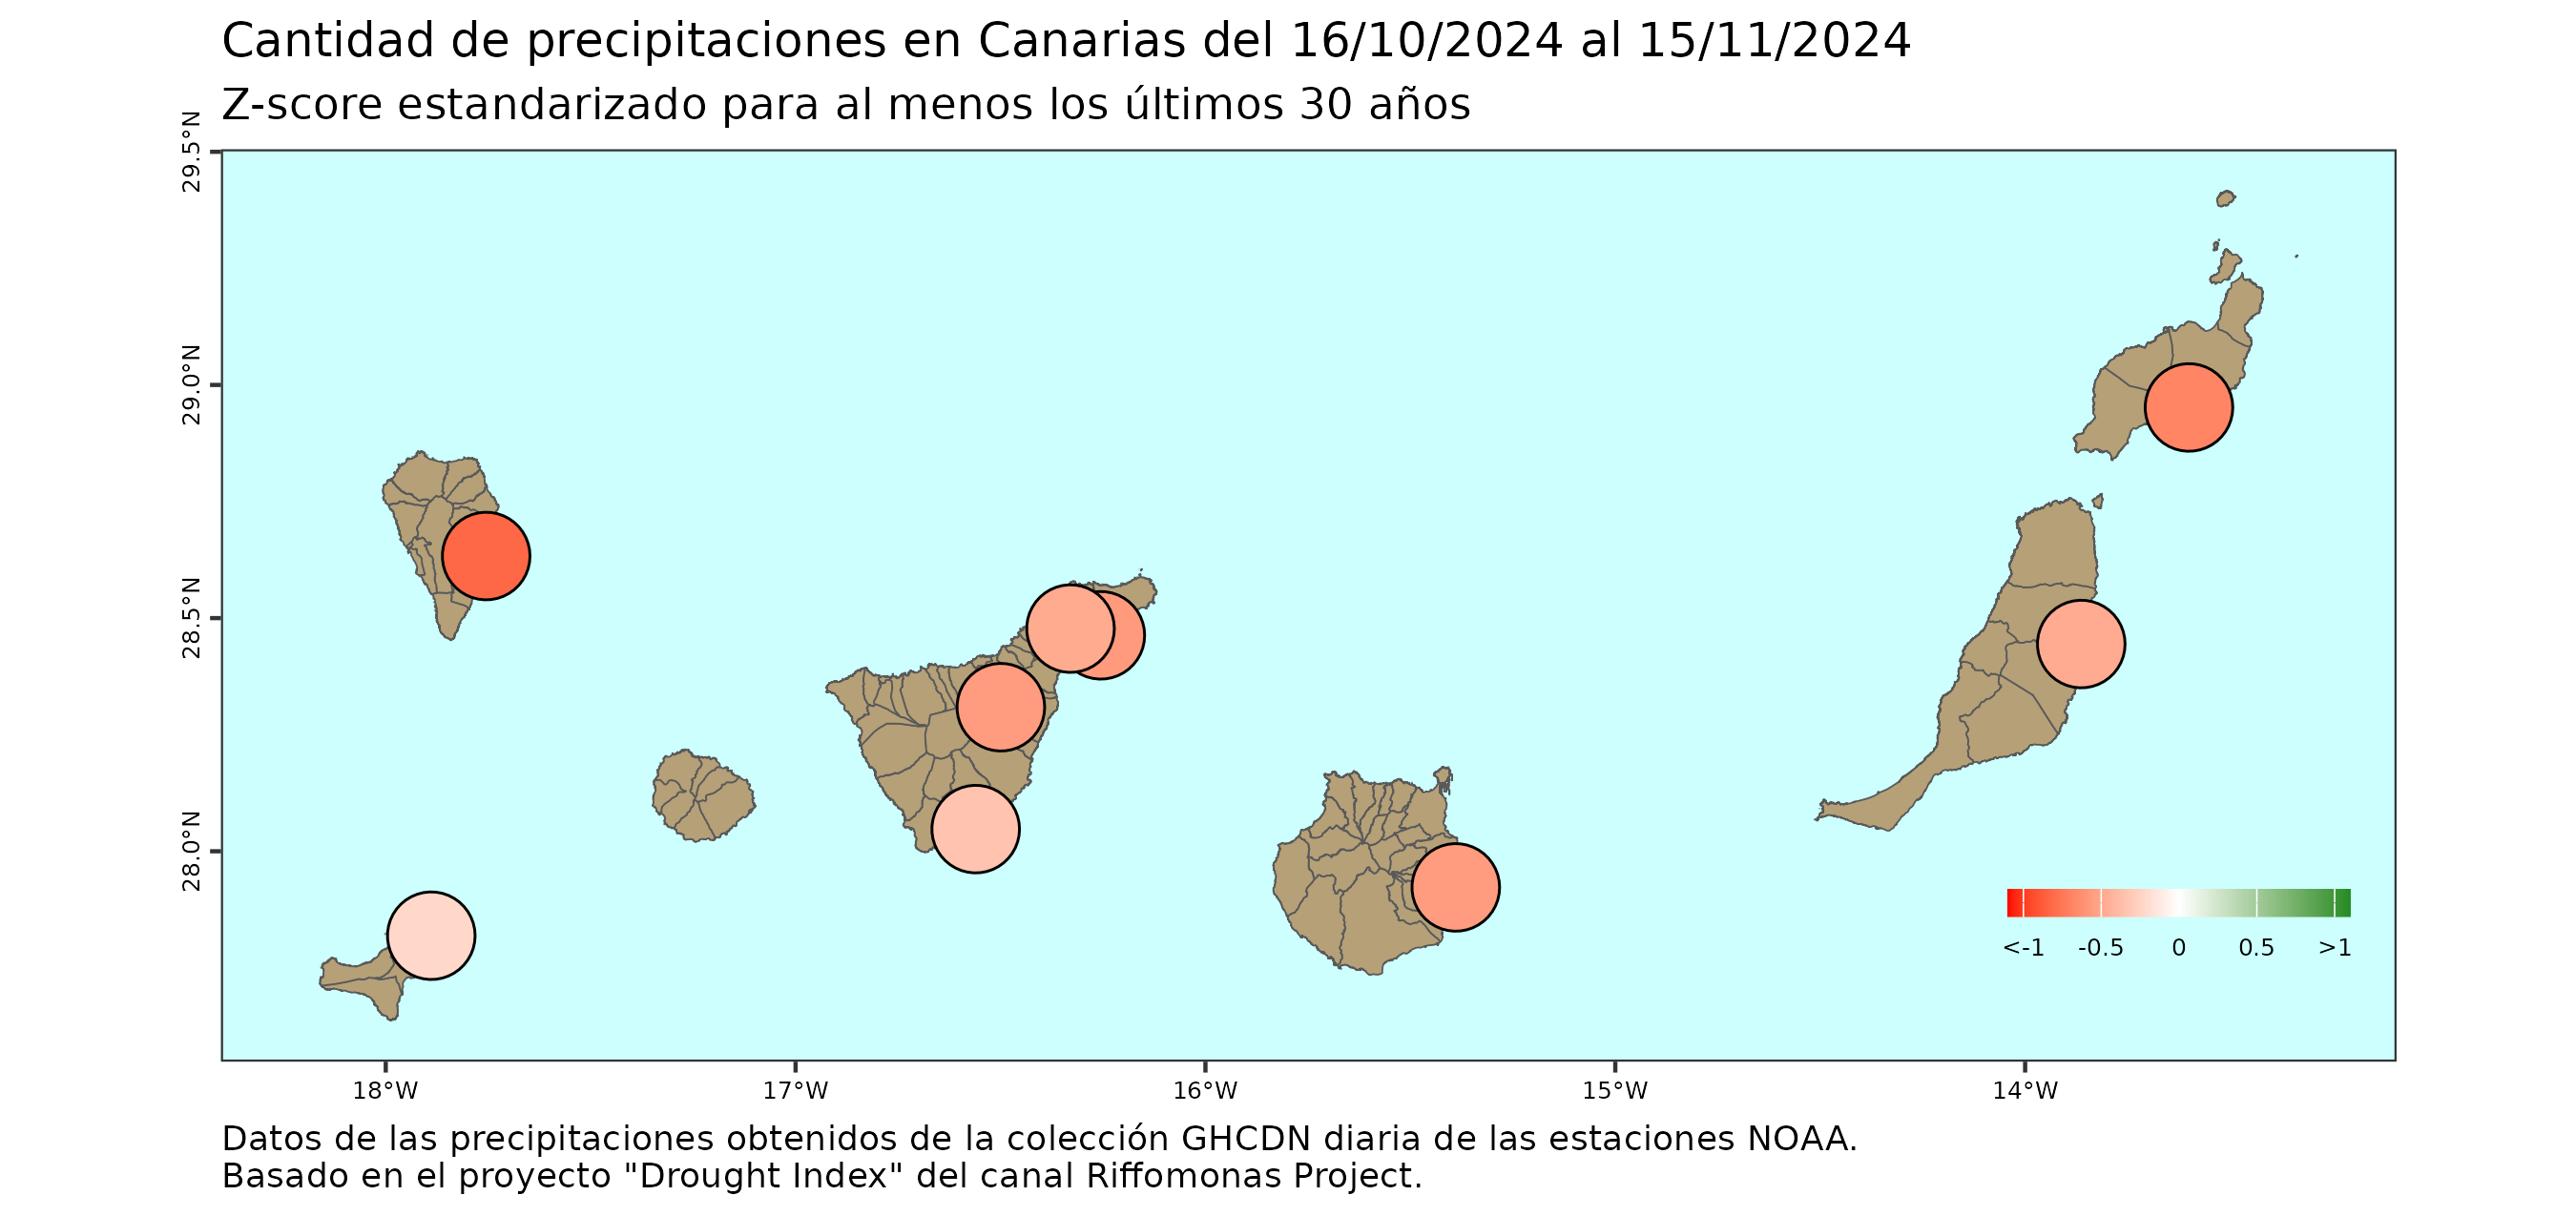 Cantidad de precipitaciones en Canarias del 16/10/2024 al 15/11/2024
Z-score estandarizado para al menos los últimos 30 años
29.5°N
29.0°N
28.5°N
28.0°N
<-1 -0.5 0 0.5 >1
18°W 17°W 16°W 15°W 14°W
Datos de las precipitaciones obtenidos de la colección GHCDN diaria de las estaciones NOAA.
Basado en el proyecto "Drought Index" del canal Riffomonas Project.